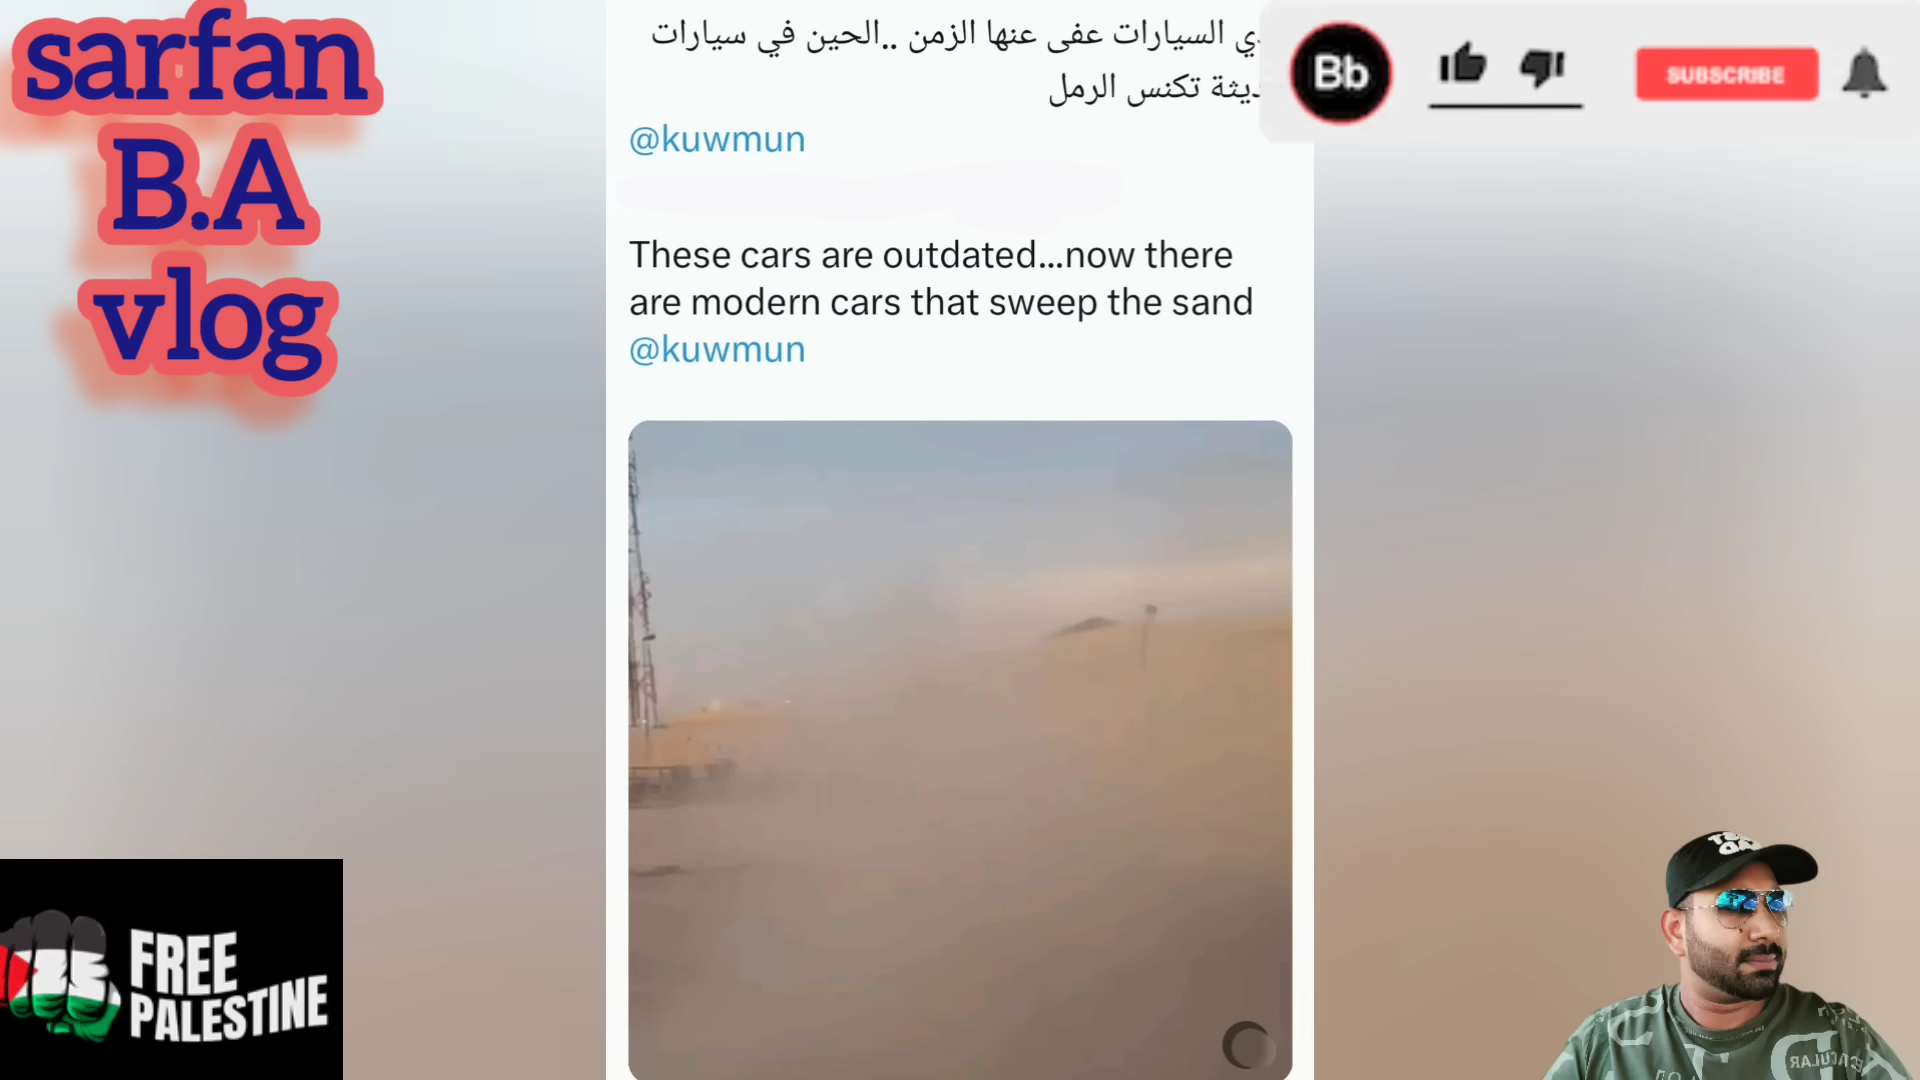 sarfan
B.A
vlog
السيارات عفى عنها الزمن ..الحين في سيارات
تكنس الرمل
@kuwmun
These cars are outdated...now there
are modern cars that sweep the sand
@kuwmun
Bb
SUBSCRIBE
FREE
PALESTINE